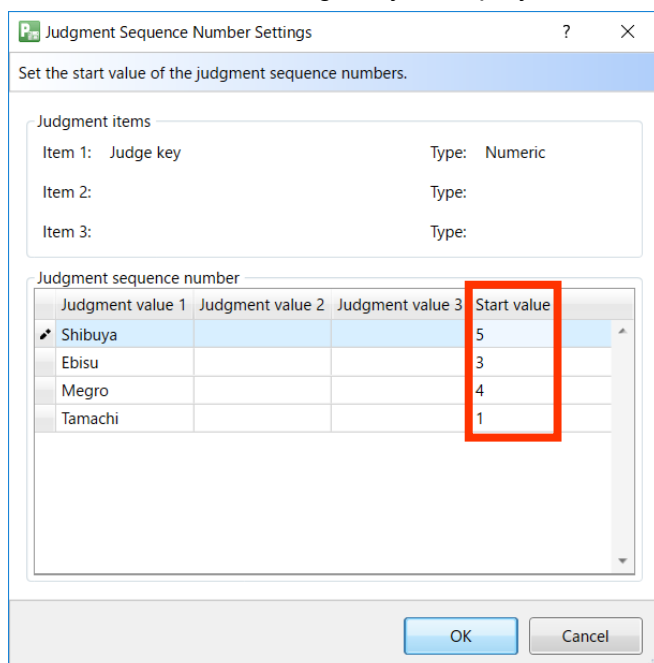 Judgment Sequence Number Settings ?
Set the start value of the judgment sequence numbers.
Judgment items
Item 1: Judge key Type: Numeric
Item 2: Type:
Item 3: Type:
Judgment sequence number
Judgment value 1 Judgment value 2 Judgment value 3 Start value
Shibuya 5
Ebisu 3
Megro 4
Tamachi 1
OK Cancel